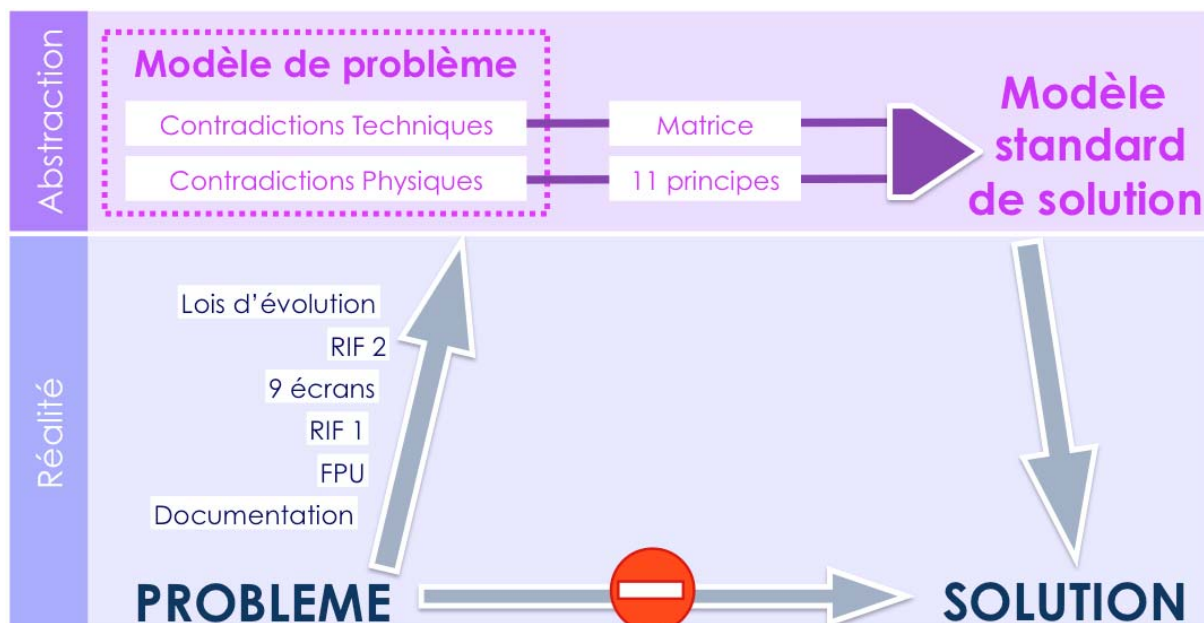 Abstraction
Modèle de problème
Contradictions Techniques
Matrice
Contradictions Physiques
11 principes
Modèle
standard
de solution
Réalité
Lois d'évolution
RIF 2
9 écrans
RIF 1
FPU
Documentation
PROBLEME
SOLUTION